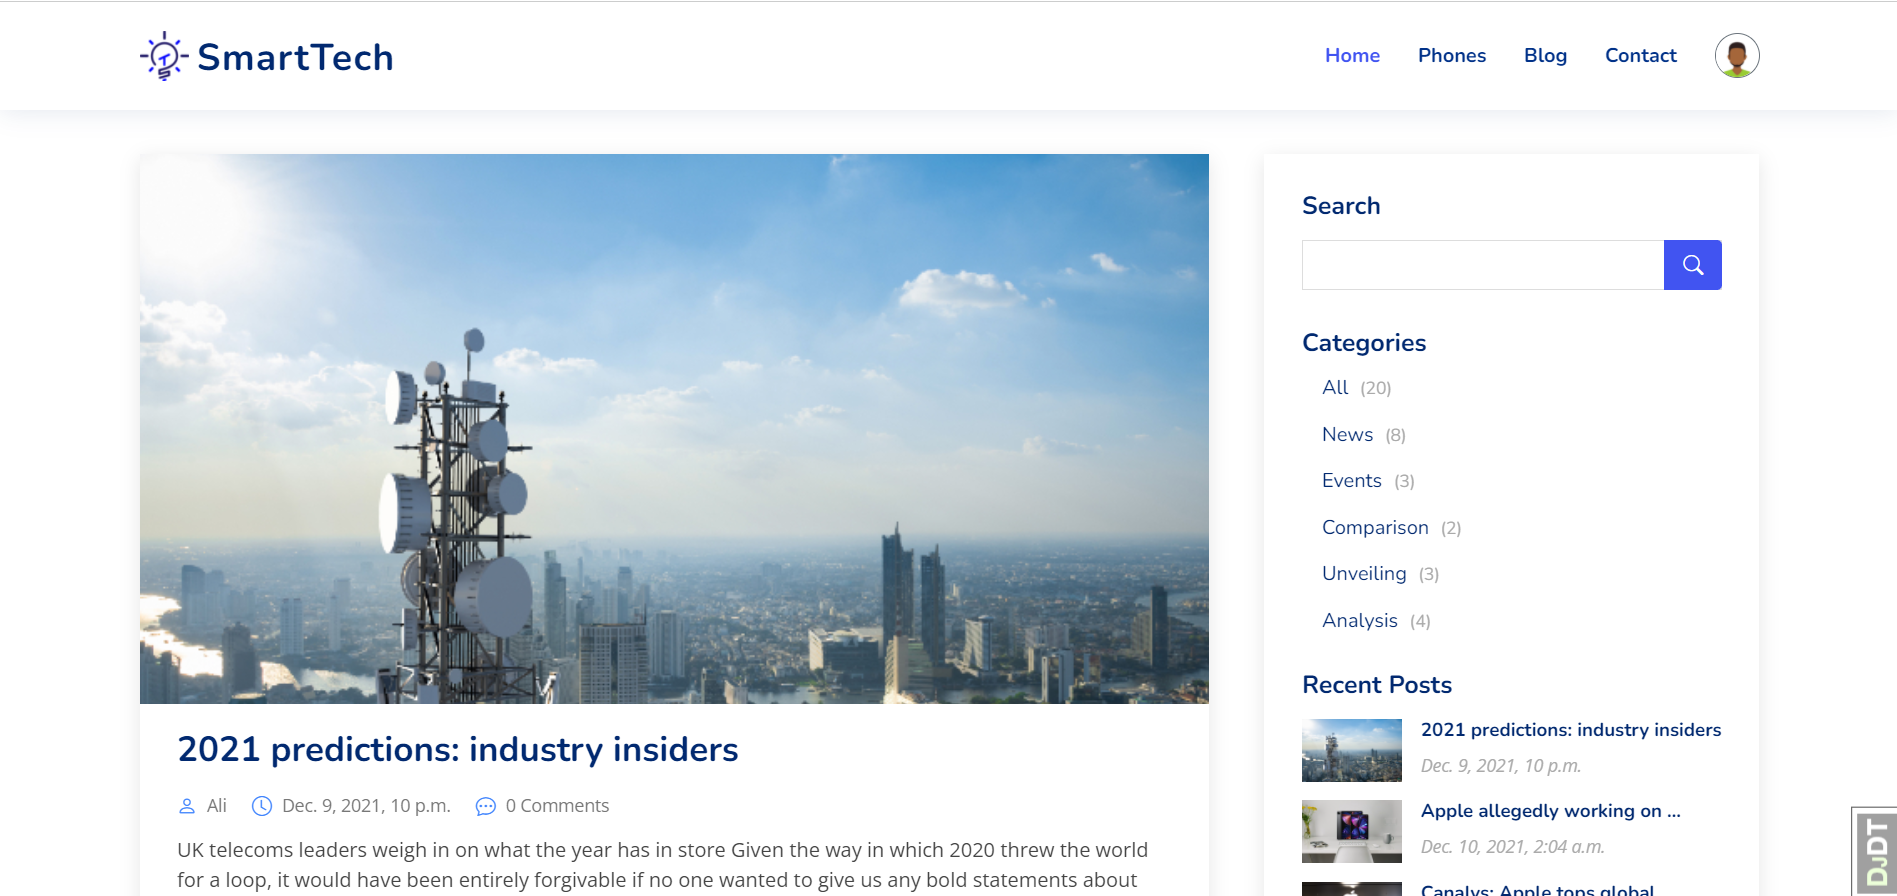 SmartTech
Home
Phones
Blog
Contact
2021 predictions: industry insiders
Ali
Dec. 9, 2021, 10 p.m.
0 Comments
UK telecoms leaders weigh in on what the year has in store Given the way in which 2020 threw the world
for a loop, it would have been entirely forgivable if no one wanted to give us any bold statements about
Search
Categories
All (20)
News (8)
Events (3)
Comparison (2)
Unveiling (3)
Analysis (4)
Recent Posts
2021 predictions: industry insiders
Dec. 9, 2021, 10 p.m.
Apple allegedly working on ...
Dec. 10, 2021, 2:04 a.m.
Canalys: Apple tops global
DjDT